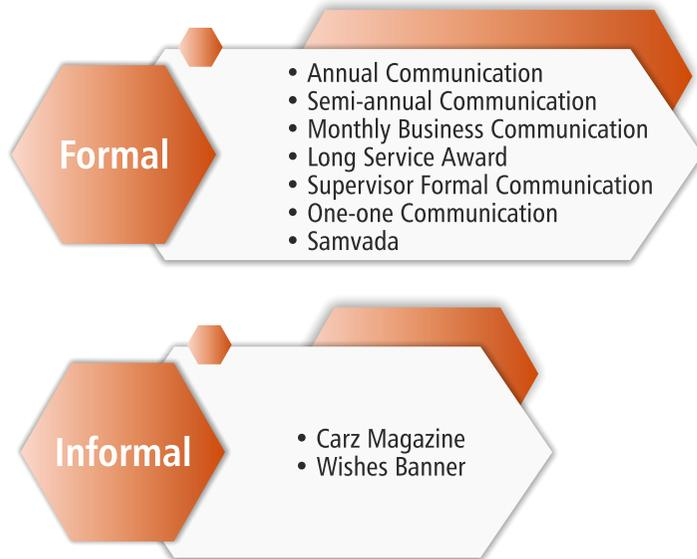 Formal
• Annual Communication
• Semi-annual Communication
• Monthly Business Communication
• Long Service Award
• Supervisor Formal Communication
• One-one Communication
• Samvada
Informal
• Carz Magazine
• Wishes Banner